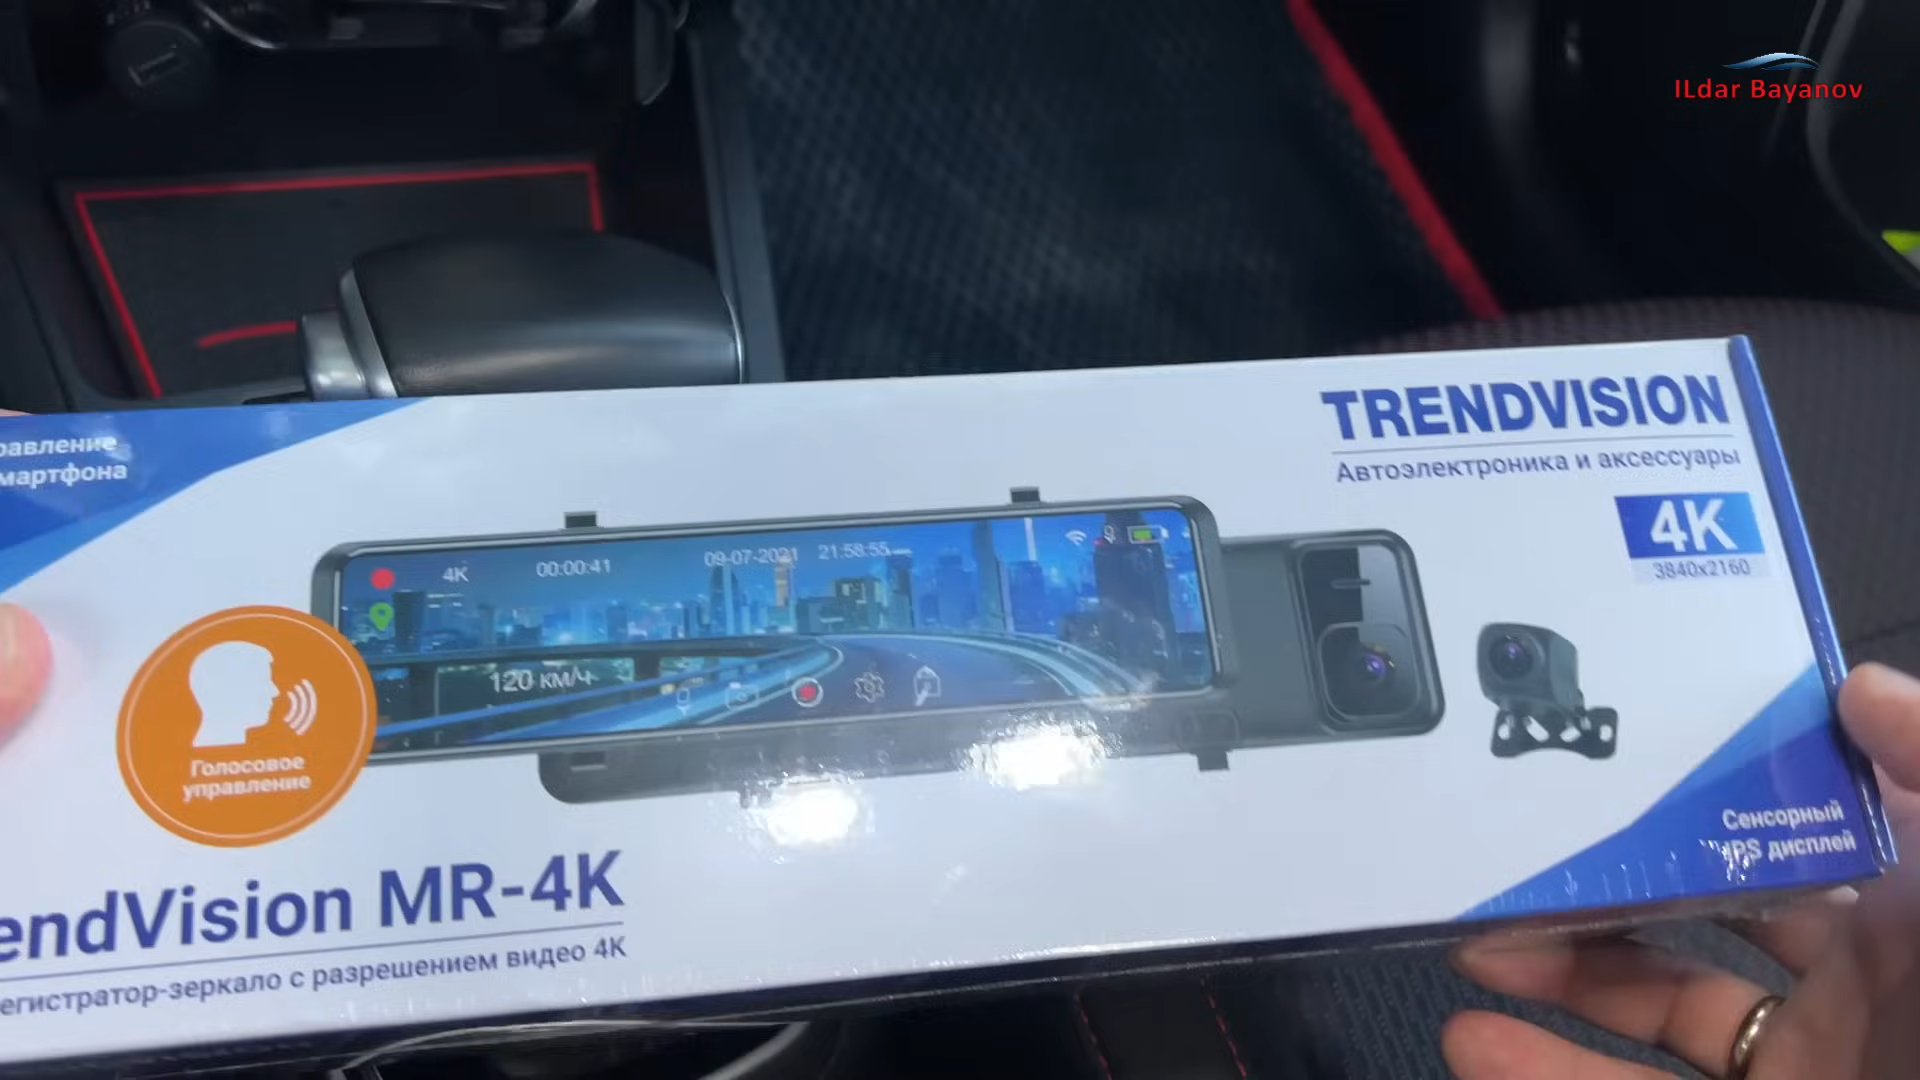 ILdar Bayanov
равление
мартфона
TRENDVISION
Автоэлектроника и аксессуары
4K
3840x2160
4K 00:00:41 09-07-2021 21:58:55
120 км/ч
Голосовое
управление
Сенсорный
IPS дисплей
endVision MR-4K
егистратор-зеркало с разрешением видео 4K